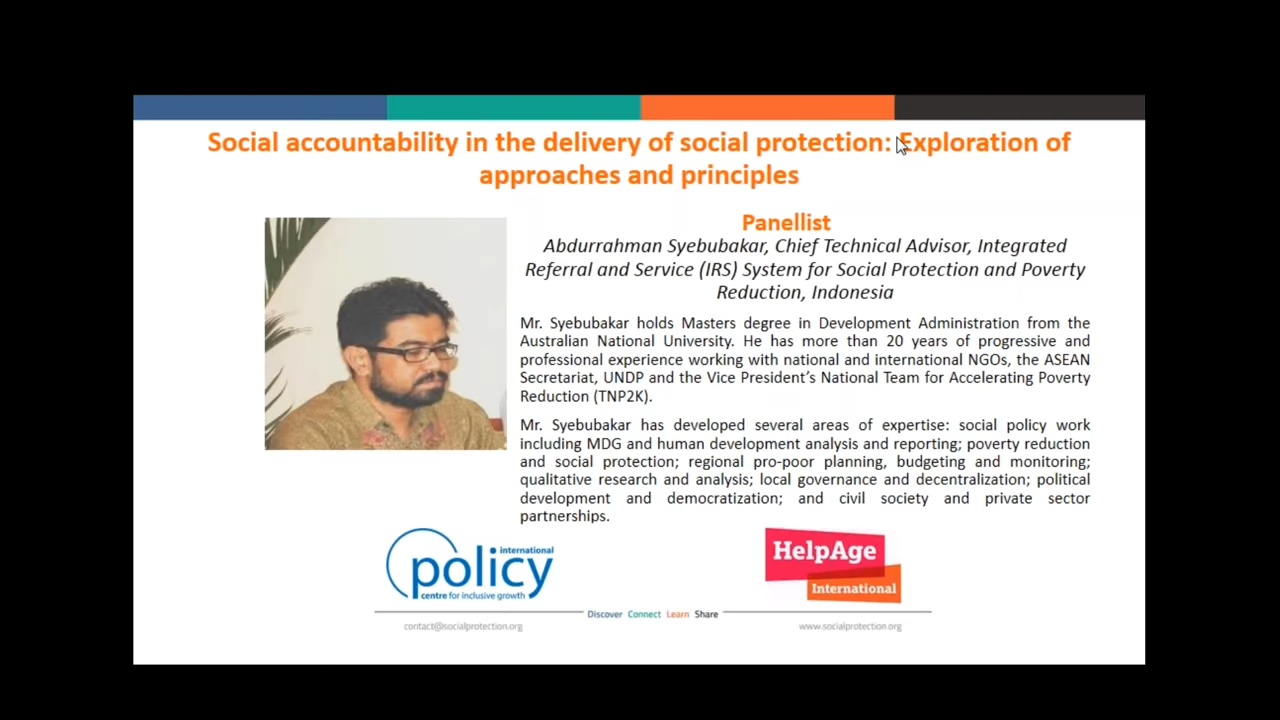 Social accountability in the delivery of social protection: Exploration of
approaches and principles
Panellist
Abdurrahman Syebubakar, Chief Technical Advisor, Integrated
Referral and Service (IRS) System for Social Protection and Poverty
Reduction, Indonesia
Mr. Syebubakar holds Masters degree in Development Administration from the
Australian National University. He has more than 20 years of progressive and
professional experience working with national and international NGOs, the ASEAN
Secretariat, UNDP and the Vice President's National Team for Accelerating Poverty
Reduction (TNP2K).
Mr. Syebubakar has developed several areas of expertise: social policy work
including MDG and human development analysis and reporting; poverty reduction
and social protection; regional pro-poor planning, budgeting and monitoring;
qualitative research and analysis; local governance and decentralization; political
development and democratization; and civil society and private sector
partnerships.
international
policy
centre for inclusive growth
HelpAge
International
Discover Connect Learn Share
contact@socialprotection.org
www.socialprotection.org